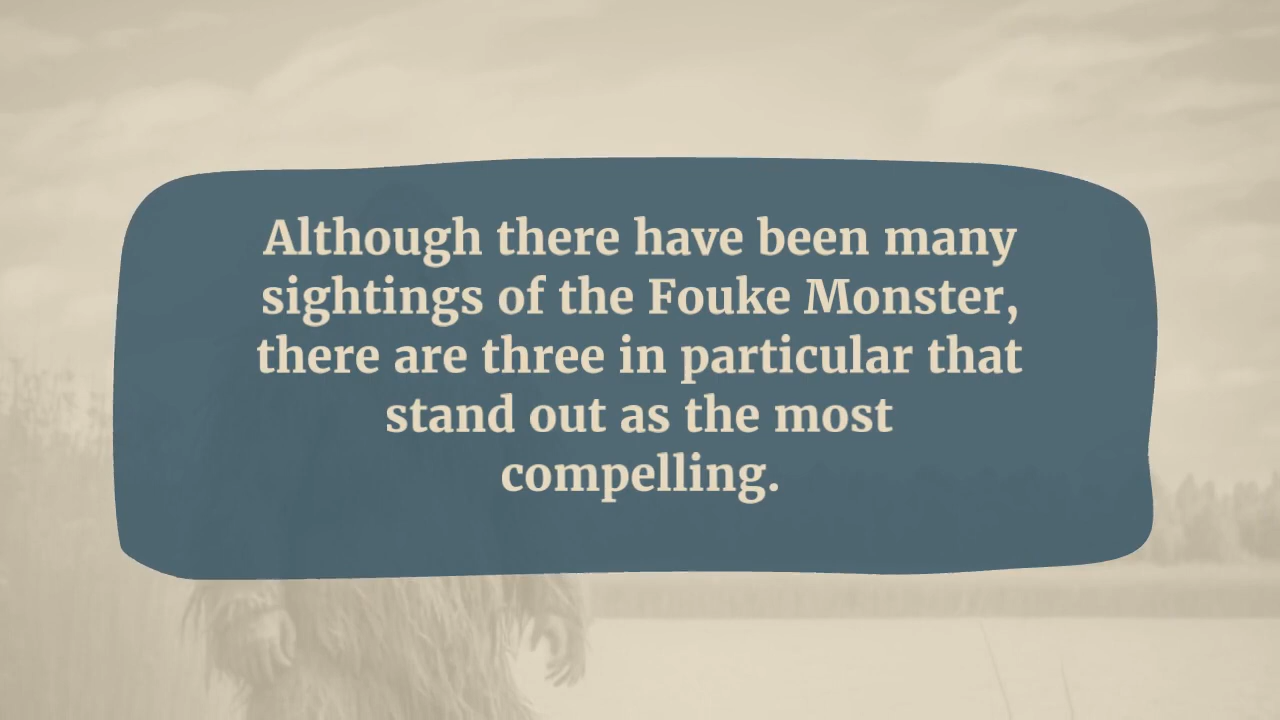 Although there have been many
sightings of the Fouke Monster,
there are three in particular that
stand out as the most
compelling.